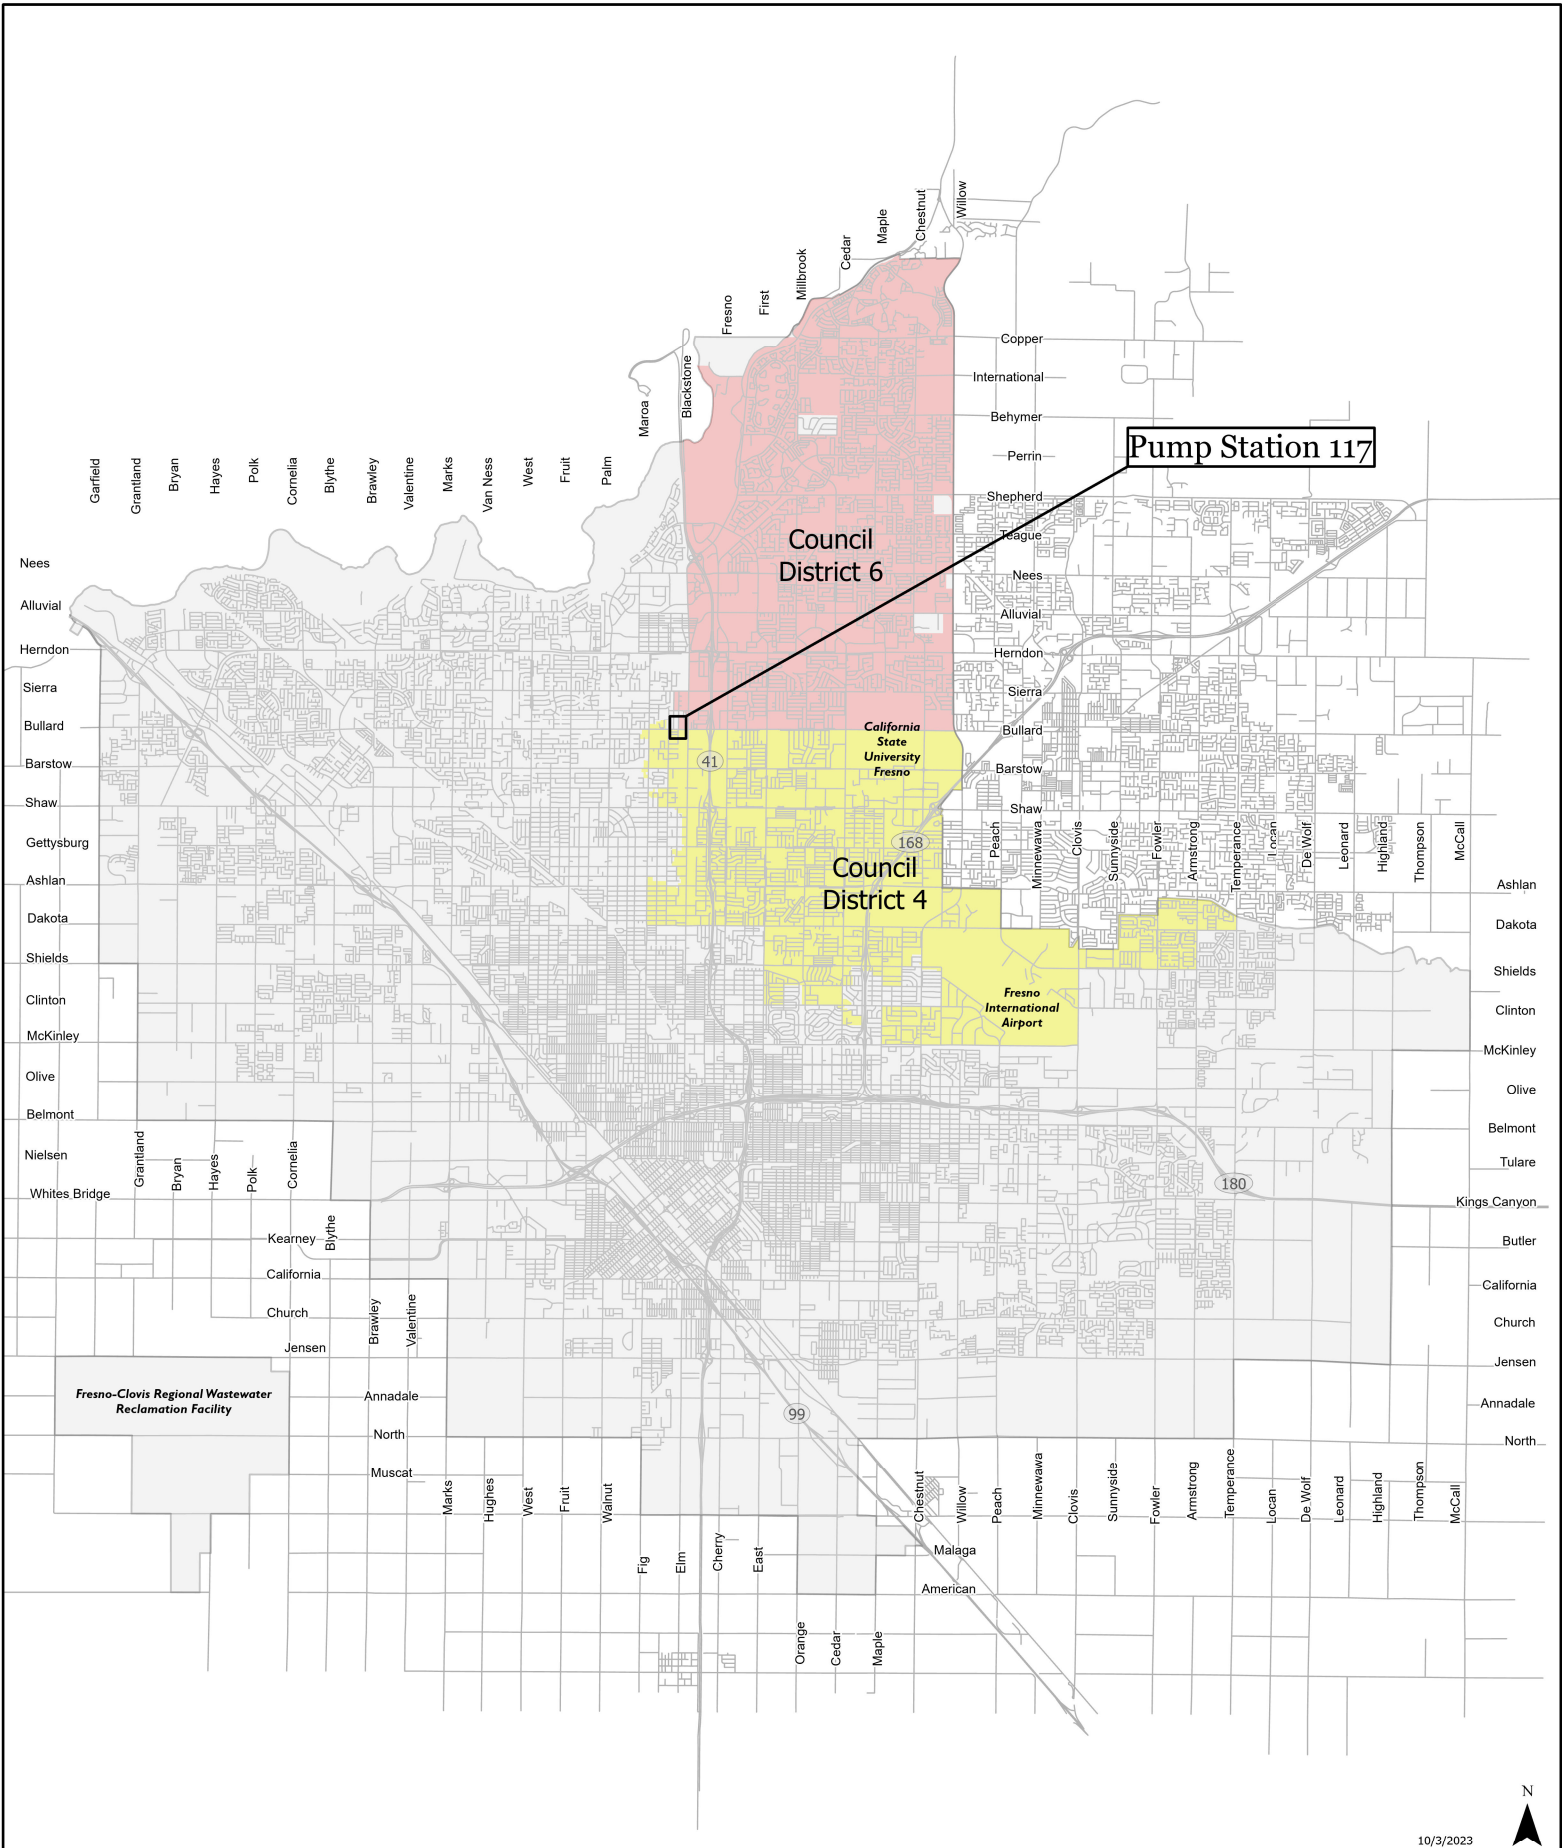 Willow
Chestnut
Maple
Cedar
Millbrook
First
Fresno
Blackstone
Maroa
Copper
International
Behymer
Perrin
Shepherd
Teague
Nees
Alluvial
Herndon
Sierra
Bullard
Barstow
Shaw
Pump Station 117
Garfield
Grantland
Bryan
Hayes
Polk
Cornelia
Blythe
Brawley
Valentine
Marks
Van Ness
West
Fruit
Palm
Council
District 6
Nees
Alluvial
Herndon
Sierra
Bullard
Barstow
Shaw
Gettysburg
Ashlan
Dakota
Shields
Clinton
McKinley
Olive
Belmont
Nielsen
Whites Bridge
California
State
University
Fresno
41
168
Council
District 4
Peach
Minnewawa
Clovis
Sunnyside
Fowler
Armstrong
Temperance
Locan
De Wolf
Leonard
Highland
Thompson
McCall
Fresno
International
Airport
Ashlan
Dakota
Shields
Clinton
McKinley
Olive
Belmont
Tulare
Kings Canyon
Butler
California
Church
Jensen
Annadale
North
180
Grantland
Bryan
Hayes
Polk
Cornelia
Blythe
Kearney
California
Church
Jensen
Brawley
Valentine
Fresno-Clovis Regional Wastewater
Reclamation Facility
Annadale
North
Muscat
99
Marks
Hughes
West
Fruit
Walnut
Fig
Elm
Cherry
East
Orange
Cedar
Maple
Chestnut
Willow
Peach
Minnewawa
Clovis
Sunnyside
Fowler
Armstrong
Temperance
Locan
De Wolf
Leonard
Highland
Thompson
McCall
Malaga
American
N
10/3/2023